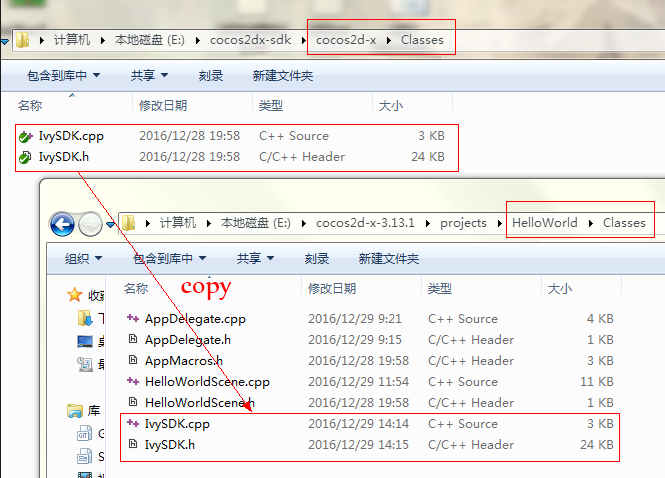 计算机 本地磁盘 (E:) cocos2dx-sdk cocos2d-x Classes
包含到库中 共享 刻录 新建文件夹
名称 修改日期 类型 大小
IvySDK.cpp 2016/12/28 19:58 C++ Source 3 KB
IvySDK.h 2016/12/28 19:58 C/C++ Header 24 KB
计算机 本地磁盘 (E:) cocos2d-x-3.13.1 projects HelloWorld Classes
组织 包含到库中 共享 刻录 新建文件夹
收藏 名称 修改日期 类型 大小
copy
AppDelegate.cpp 2016/12/29 9:21 C++ Source 4 KB
AppDelegate.h 2016/12/29 9:15 C/C++ Header 1 KB
AppMacros.h 2016/12/28 19:58 C/C++ Header 3 KB
HelloWorldScene.cpp 2016/12/29 11:54 C++ Source 11 KB
HelloWorldScene.h 2016/12/28 19:58 C/C++ Header 1 KB
库 IvySDK.cpp 2016/12/29 14:14 C++ Source 3 KB
G IvySDK.h 2016/12/29 14:15 C/C++ Header 24 KB
S